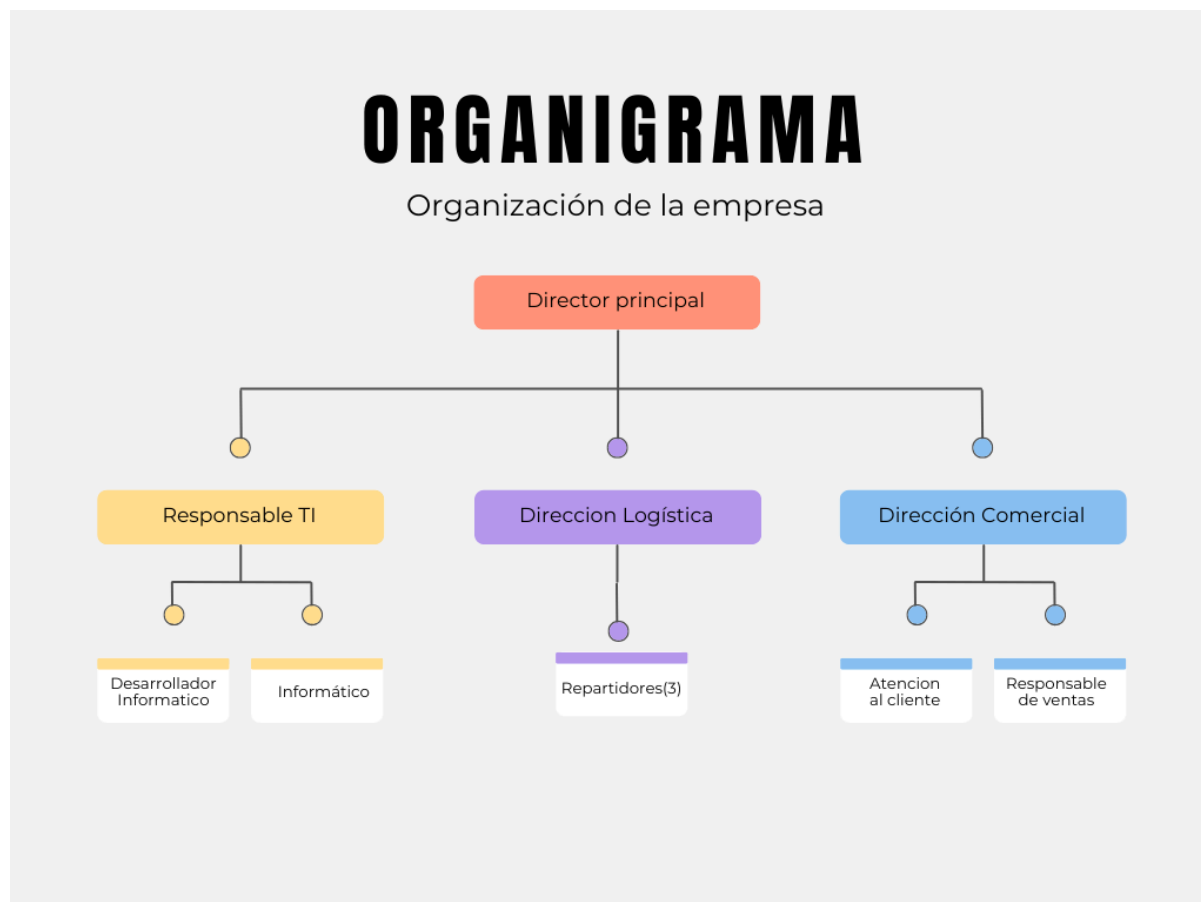 ORGANIGRAMA
Organización de la empresa
Director principal
Responsable TI
Direccion Logística
Dirección Comercial
Desarrollador
Informatico
Informático
Repartidores(3)
Atencion
al cliente
Responsable
de ventas